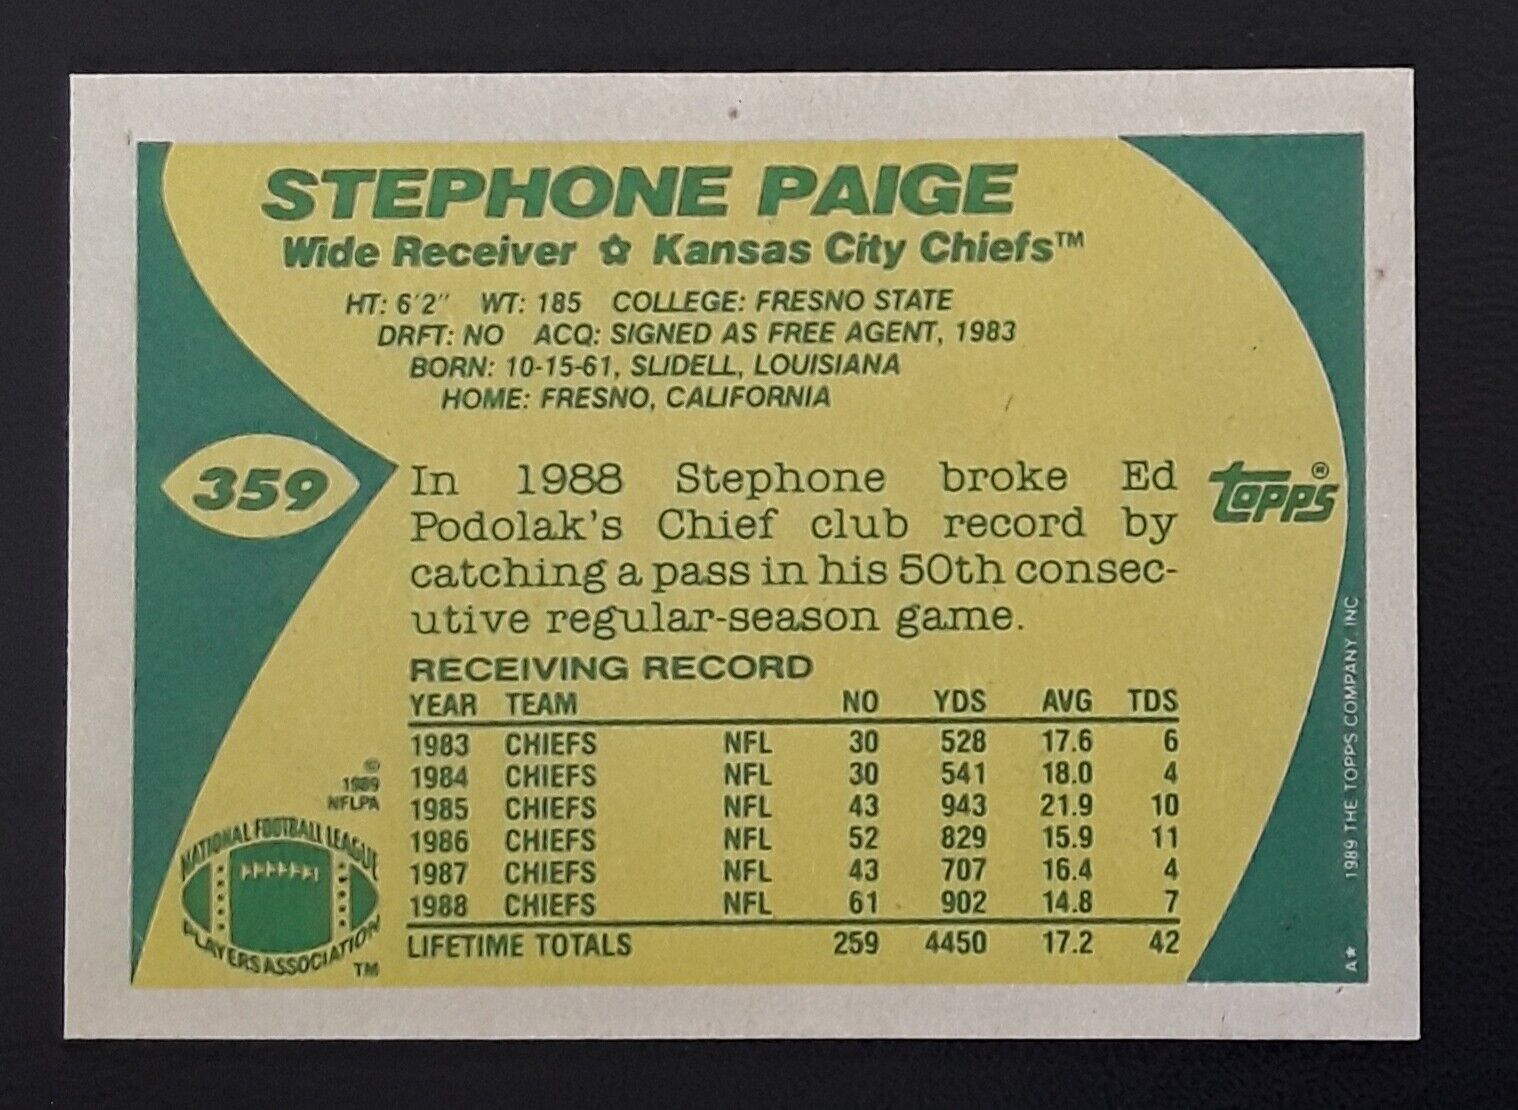 STEPHONE PAIGE
Wide Receiver ✩ Kansas City Chiefs™
HT: 6'2" WT: 185 COLLEGE: FRESNO STATE
DRFT: NO ACQ: SIGNED AS FREE AGENT, 1983
BORN: 10-15-61, SLIDELL, LOUISIANA
HOME: FRESNO, CALIFORNIA
359
In 1988 Stephone broke Ed
Podolak's Chief club record by
catching a pass in his 50th consec-
utive regular-season game.
topps®
RECEIVING RECORD
YEAR TEAM NO YDS AVG TDS
1983 CHIEFS NFL 30 528 17.6 6
1984 CHIEFS NFL 30 541 18.0 4
1985 CHIEFS NFL 43 943 21.9 10
1986 CHIEFS NFL 52 829 15.9 11
1987 CHIEFS NFL 43 707 16.4 4
1988 CHIEFS NFL 61 902 14.8 7
LIFETIME TOTALS 259 4450 17.2 42
©
1989
NFLPA
NATIONAL FOOTBALL LEAGUE
PLAYERS ASSOCIATION
TM
1989 THE TOPPS COMPANY, INC
A*